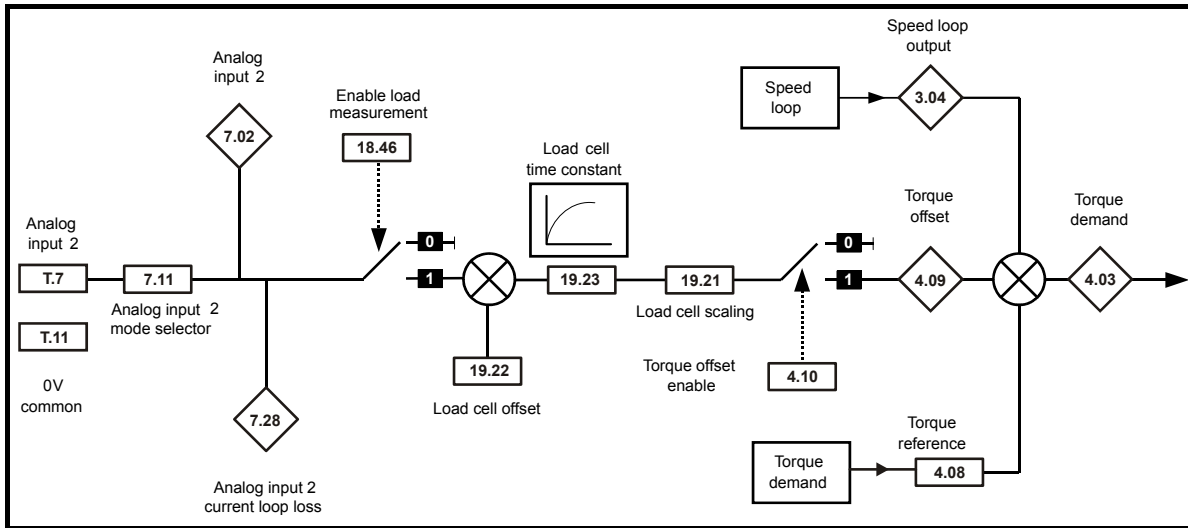 Analog
input 2
7.02
Enable load
measurement
18.46
Analog
input 2
T.7
7.11
Analog input 2
mode selector
T.11
0V
common
7.28
Analog input 2
current loop loss
0
1
19.22
Load cell offset
Load cell
time constant
19.23
19.21
Load cell scaling
0
1
Torque offset
enable
4.10
Speed loop
output
Speed
loop
3.04
Torque
offset
4.09
Torque
demand
4.03
Torque
demand
Torque
reference
4.08